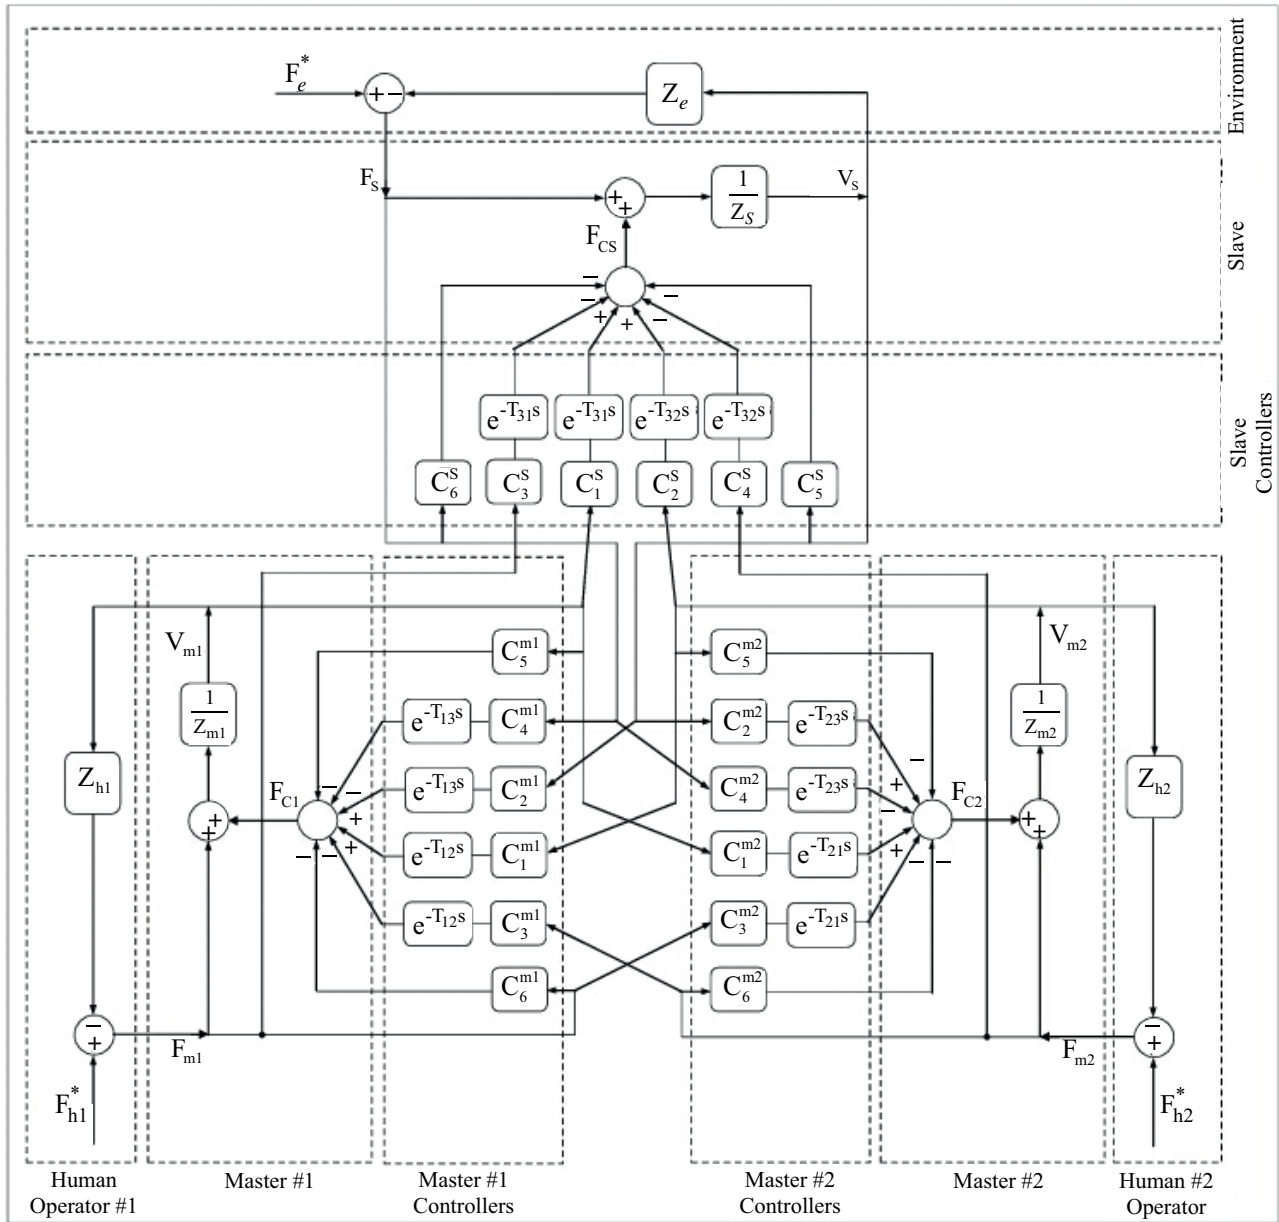 F*e
+ −
Ze
Environment
FS
+ +
1/ZS
VS
Slave
FCS
− − + + − −
e-T31s e-T31s e-T32s e-T32s
CS6 CS3 CS1 CS2 CS4 CS5
Slave
Controllers
Vm1
Cm15
Cm25
Vm2
1/Zm1
e-T13s Cm14
Cm22 e-T23s
1/Zm2
Zh1
e-T13s Cm12
Cm24 e-T23s
Zh2
FC1
− − + + − −
− + − + − −
FC2
+ +
+ +
e-T12s Cm11
Cm21 e-T21s
e-T12s Cm13
Cm23 e-T21s
Cm16
Cm26
− +
Fm1
Fm2
− +
F*h1
F*h2
Human
Operator #1
Master #1
Master #1
Controllers
Master #2
Controllers
Master #2
Human #2
Operator